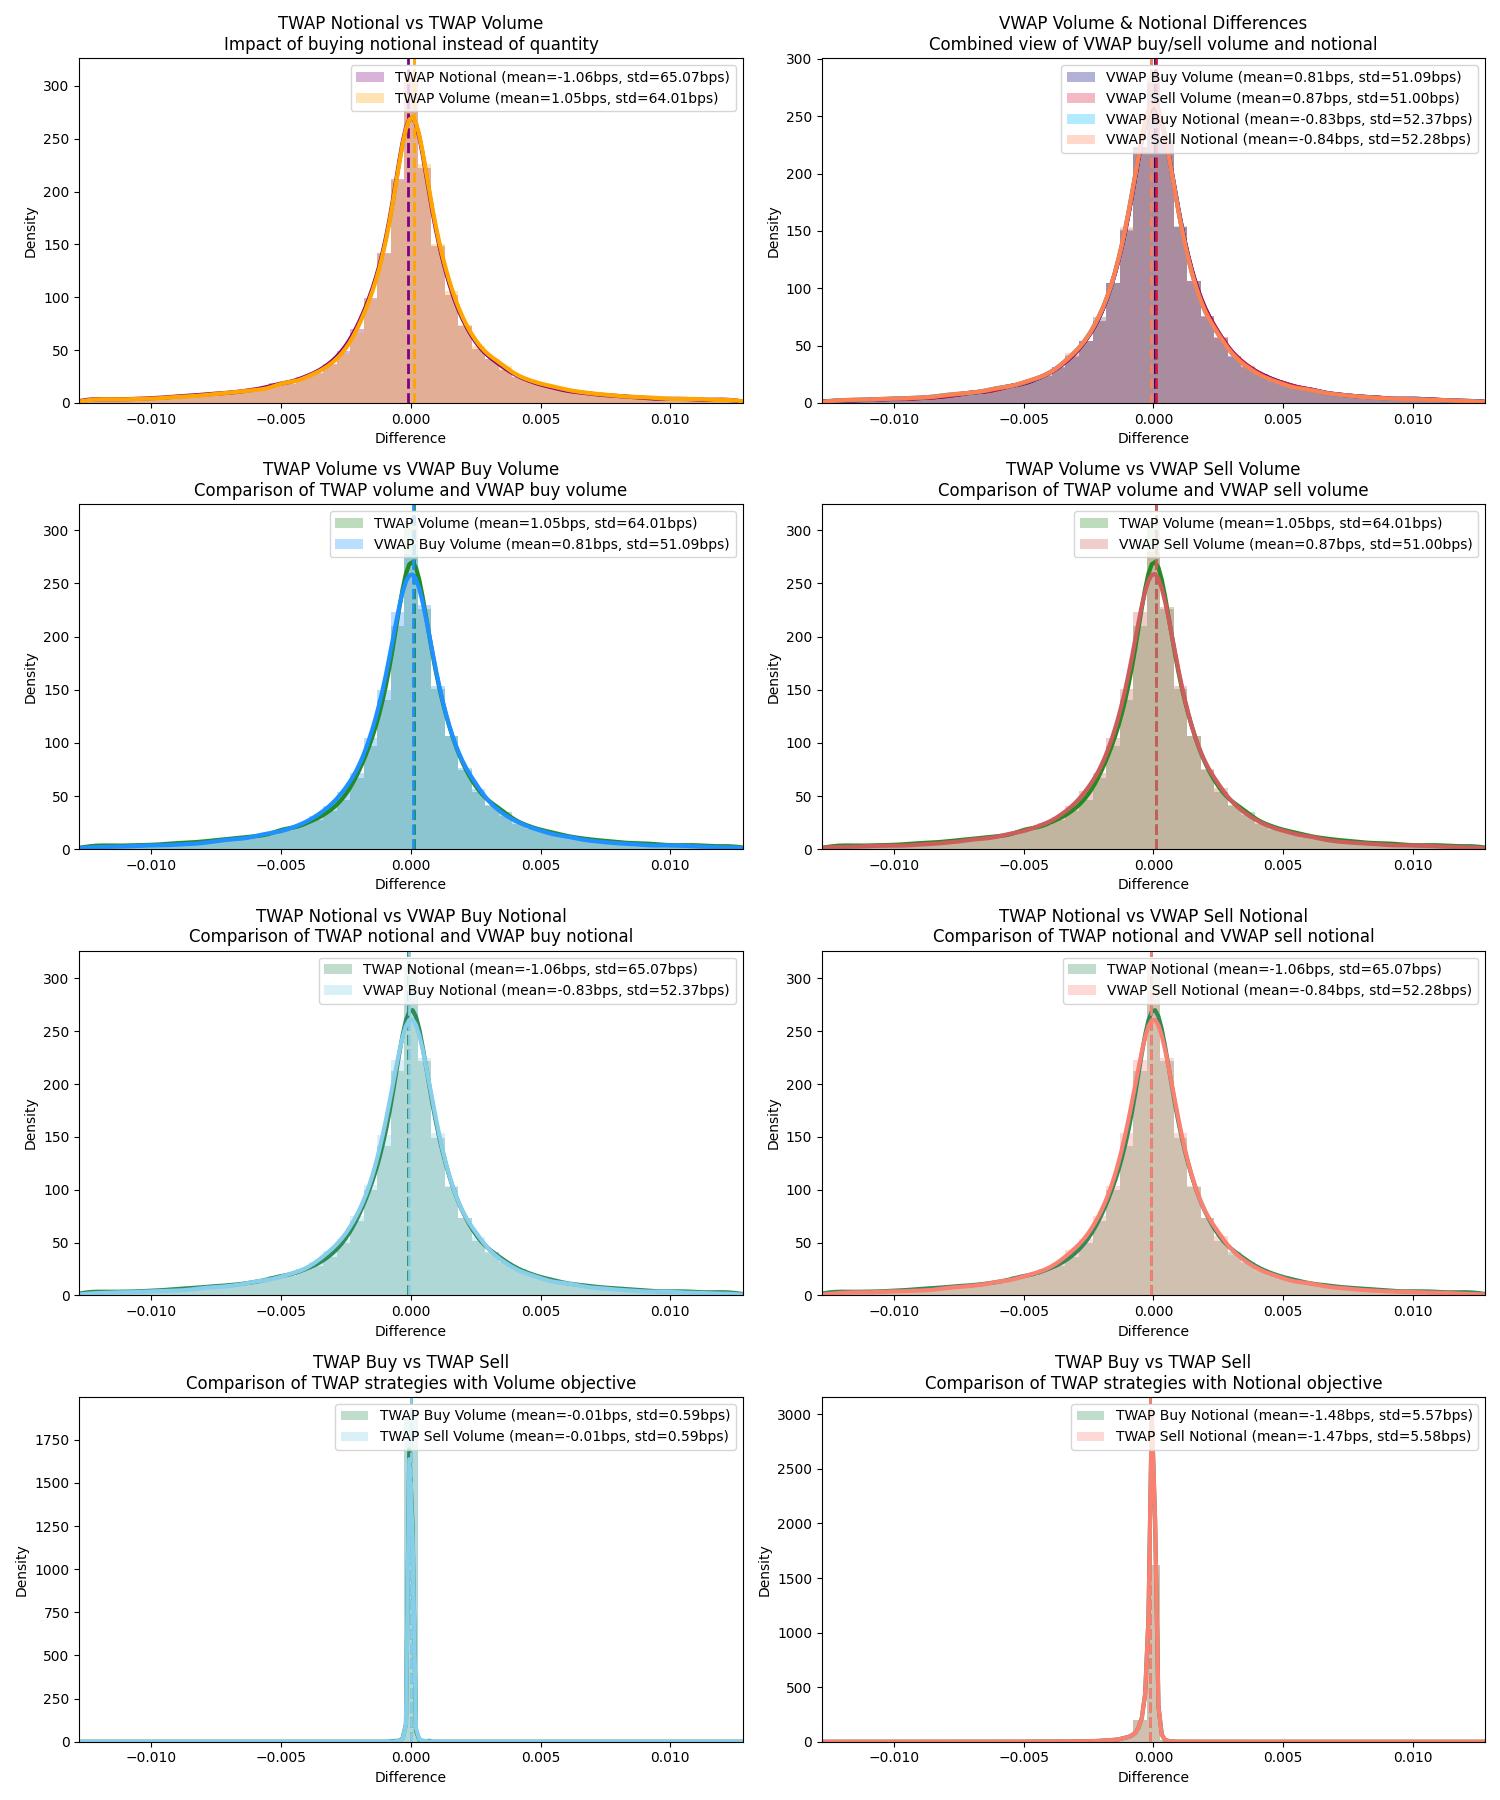 TWAP Notional vs TWAP Volume
Impact of buying notional instead of quantity
TWAP Notional (mean=-1.06bps, std=65.07bps)
TWAP Volume (mean=1.05bps, std=64.01bps)
300
250
200
150
100
50
0
Density
−0.010
−0.005
0.000
0.005
0.010
Difference
VWAP Volume & Notional Differences
Combined view of VWAP buy/sell volume and notional
VWAP Buy Volume (mean=0.81bps, std=51.09bps)
VWAP Sell Volume (mean=0.87bps, std=51.00bps)
VWAP Buy Notional (mean=-0.83bps, std=52.37bps)
VWAP Sell Notional (mean=-0.84bps, std=52.28bps)
300
250
200
150
100
50
0
Density
−0.010
−0.005
0.000
0.005
0.010
Difference
TWAP Volume vs VWAP Buy Volume
Comparison of TWAP volume and VWAP buy volume
TWAP Volume (mean=1.05bps, std=64.01bps)
VWAP Buy Volume (mean=0.81bps, std=51.09bps)
300
250
200
150
100
50
0
Density
−0.010
−0.005
0.000
0.005
0.010
Difference
TWAP Volume vs VWAP Sell Volume
Comparison of TWAP volume and VWAP sell volume
TWAP Volume (mean=1.05bps, std=64.01bps)
VWAP Sell Volume (mean=0.87bps, std=51.00bps)
300
250
200
150
100
50
0
Density
−0.010
−0.005
0.000
0.005
0.010
Difference
TWAP Notional vs VWAP Buy Notional
Comparison of TWAP notional and VWAP buy notional
TWAP Notional (mean=-1.06bps, std=65.07bps)
VWAP Buy Notional (mean=-0.83bps, std=52.37bps)
300
250
200
150
100
50
0
Density
−0.010
−0.005
0.000
0.005
0.010
Difference
TWAP Notional vs VWAP Sell Notional
Comparison of TWAP notional and VWAP sell notional
TWAP Notional (mean=-1.06bps, std=65.07bps)
VWAP Sell Notional (mean=-0.84bps, std=52.28bps)
300
250
200
150
100
50
0
Density
−0.010
−0.005
0.000
0.005
0.010
Difference
TWAP Buy vs TWAP Sell
Comparison of TWAP strategies with Volume objective
TWAP Buy Volume (mean=-0.01bps, std=0.59bps)
TWAP Sell Volume (mean=-0.01bps, std=0.59bps)
1750
1500
1250
1000
750
500
250
0
Density
−0.010
−0.005
0.000
0.005
0.010
Difference
TWAP Buy vs TWAP Sell
Comparison of TWAP strategies with Notional objective
TWAP Buy Notional (mean=-1.48bps, std=5.57bps)
TWAP Sell Notional (mean=-1.47bps, std=5.58bps)
3000
2500
2000
1500
1000
500
0
Density
−0.010
−0.005
0.000
0.005
0.010
Difference